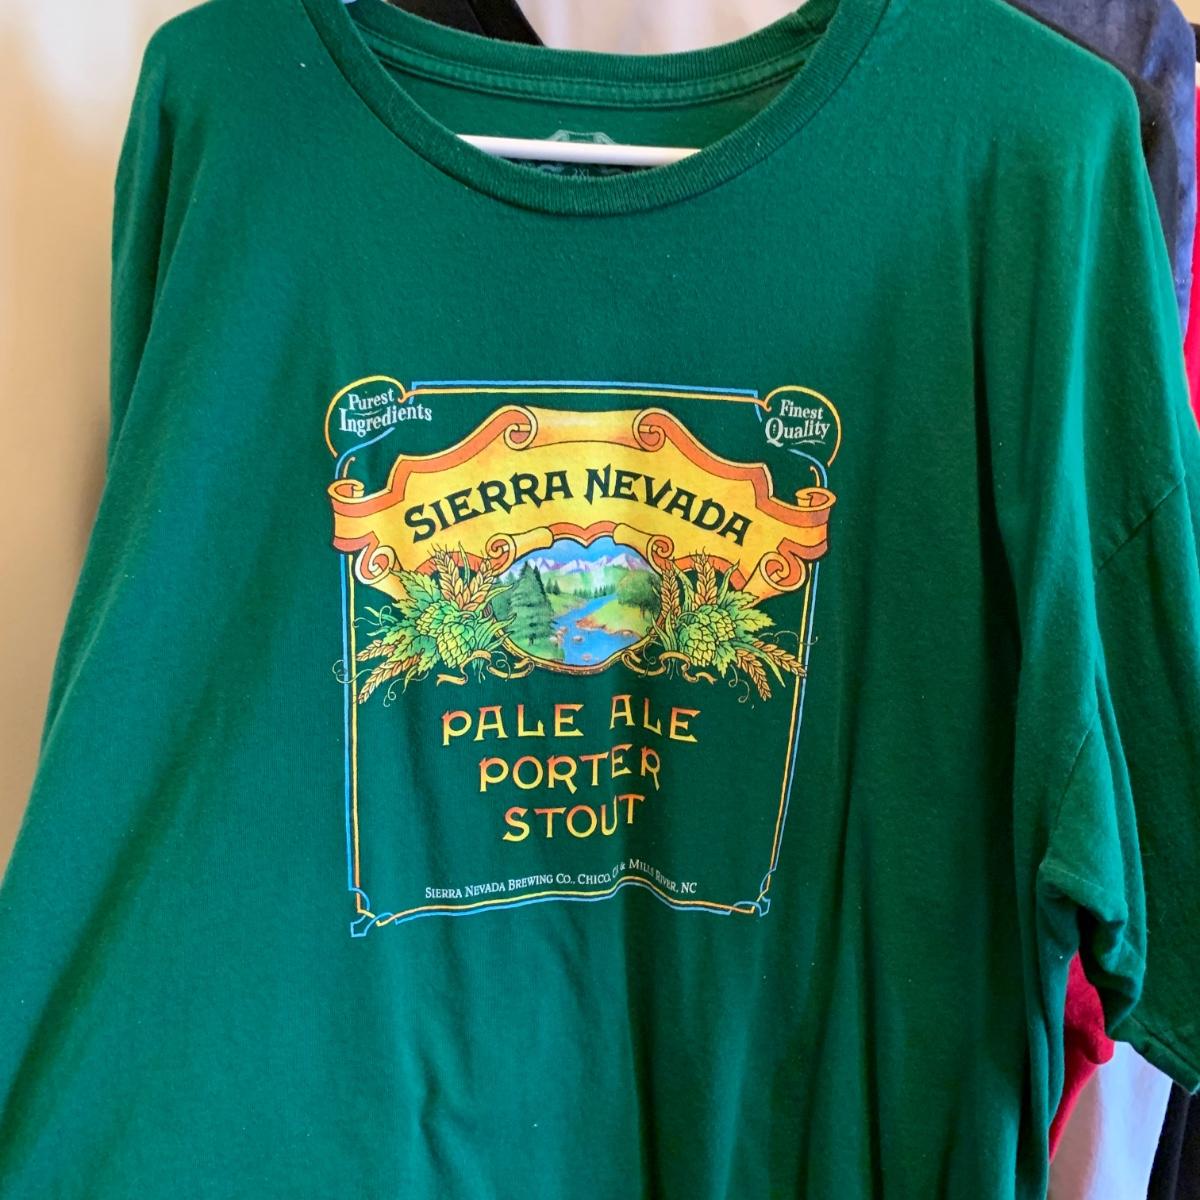 2XL
Purest
Ingredients
Finest
Quality
SIERRA NEVADA
PALE ALE
PORTER
STOUT
SIERRA NEVADA BREWING CO., CHICO, CA & MILLS RIVER, NC